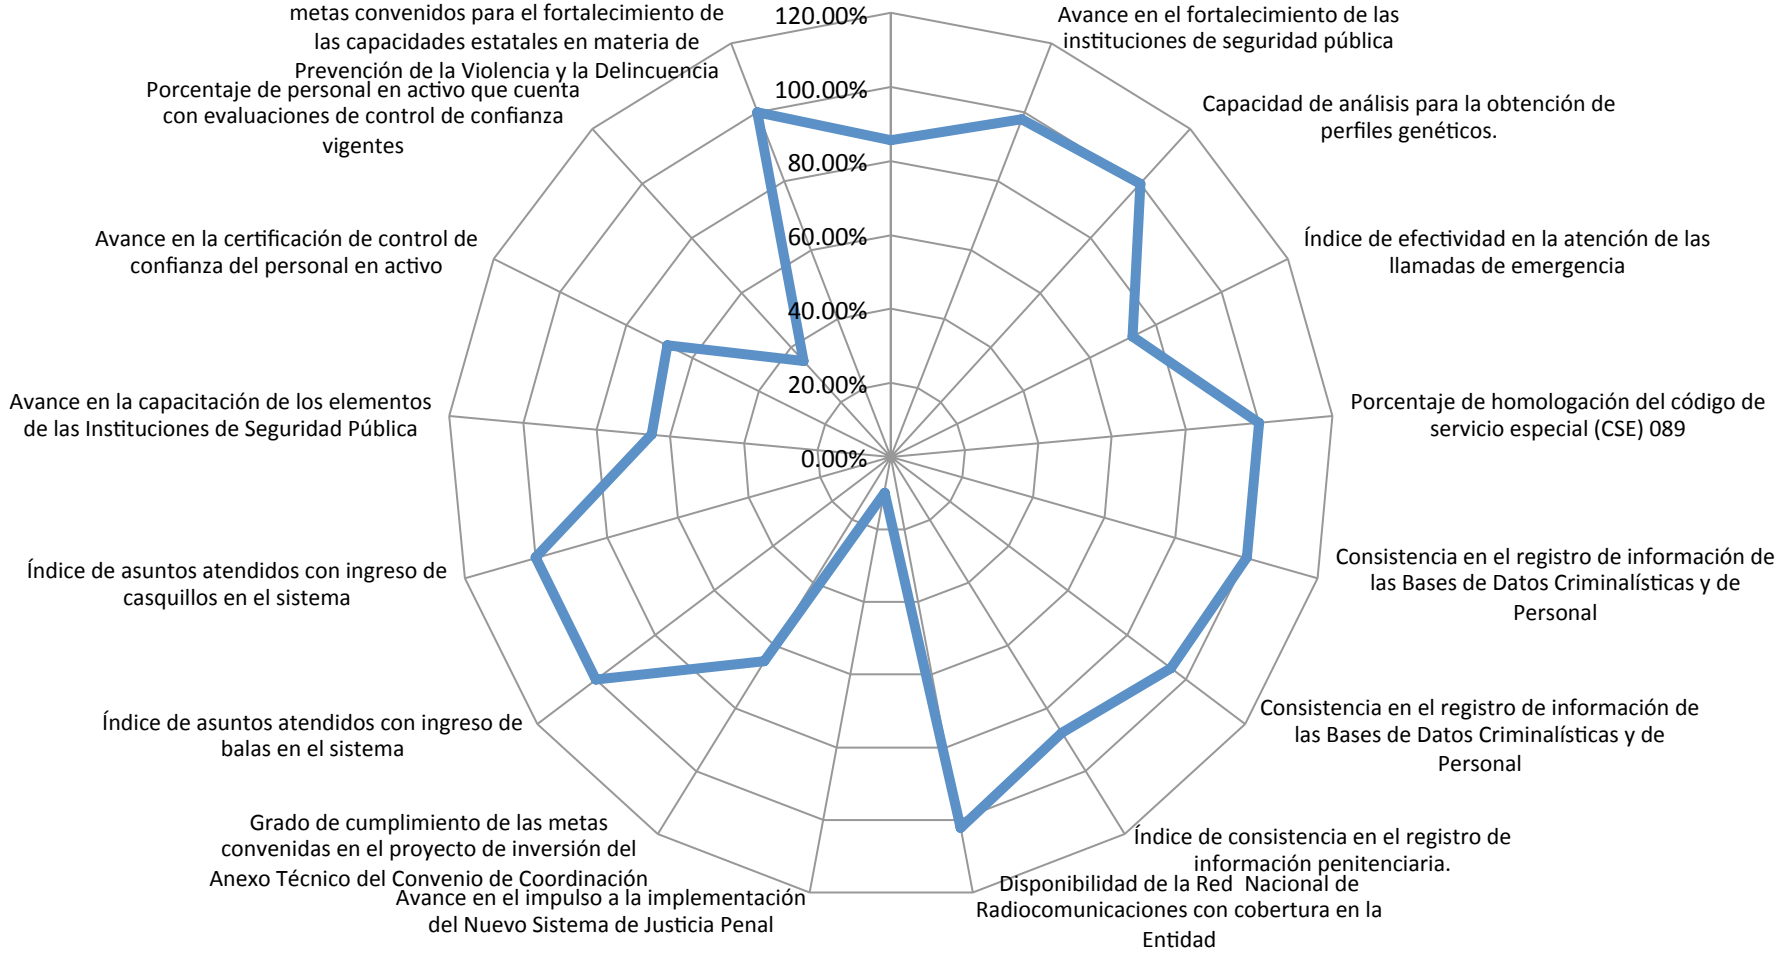 metas convenidos para el fortalecimiento de
las capacidades estatales en materia de
Prevención de la Violencia y la Delincuencia
120.00%
100.00%
80.00%
60.00%
40.00%
20.00%
0.00%
Avance en el fortalecimiento de las
instituciones de seguridad pública
Capacidad de análisis para la obtención de
perfiles genéticos.
Índice de efectividad en la atención de las
llamadas de emergencia
Porcentaje de homologación del código de
servicio especial (CSE) 089
Consistencia en el registro de información de
las Bases de Datos Criminalísticas y de
Personal
Consistencia en el registro de información de
las Bases de Datos Criminalísticas y de
Personal
Índice de consistencia en el registro de
información penitenciaria.
Disponibilidad de la Red Nacional de
Radiocomunicaciones con cobertura en la
Entidad
Avance en el impulso a la implementación
del Nuevo Sistema de Justicia Penal
Grado de cumplimiento de las metas
convenidas en el proyecto de inversión del
Anexo Técnico del Convenio de Coordinación
Índice de asuntos atendidos con ingreso de
balas en el sistema
Índice de asuntos atendidos con ingreso de
casquillos en el sistema
Avance en la capacitación de los elementos
de las Instituciones de Seguridad Pública
Avance en la certificación de control de
confianza del personal en activo
Porcentaje de personal en activo que cuenta
con evaluaciones de control de confianza
vigentes